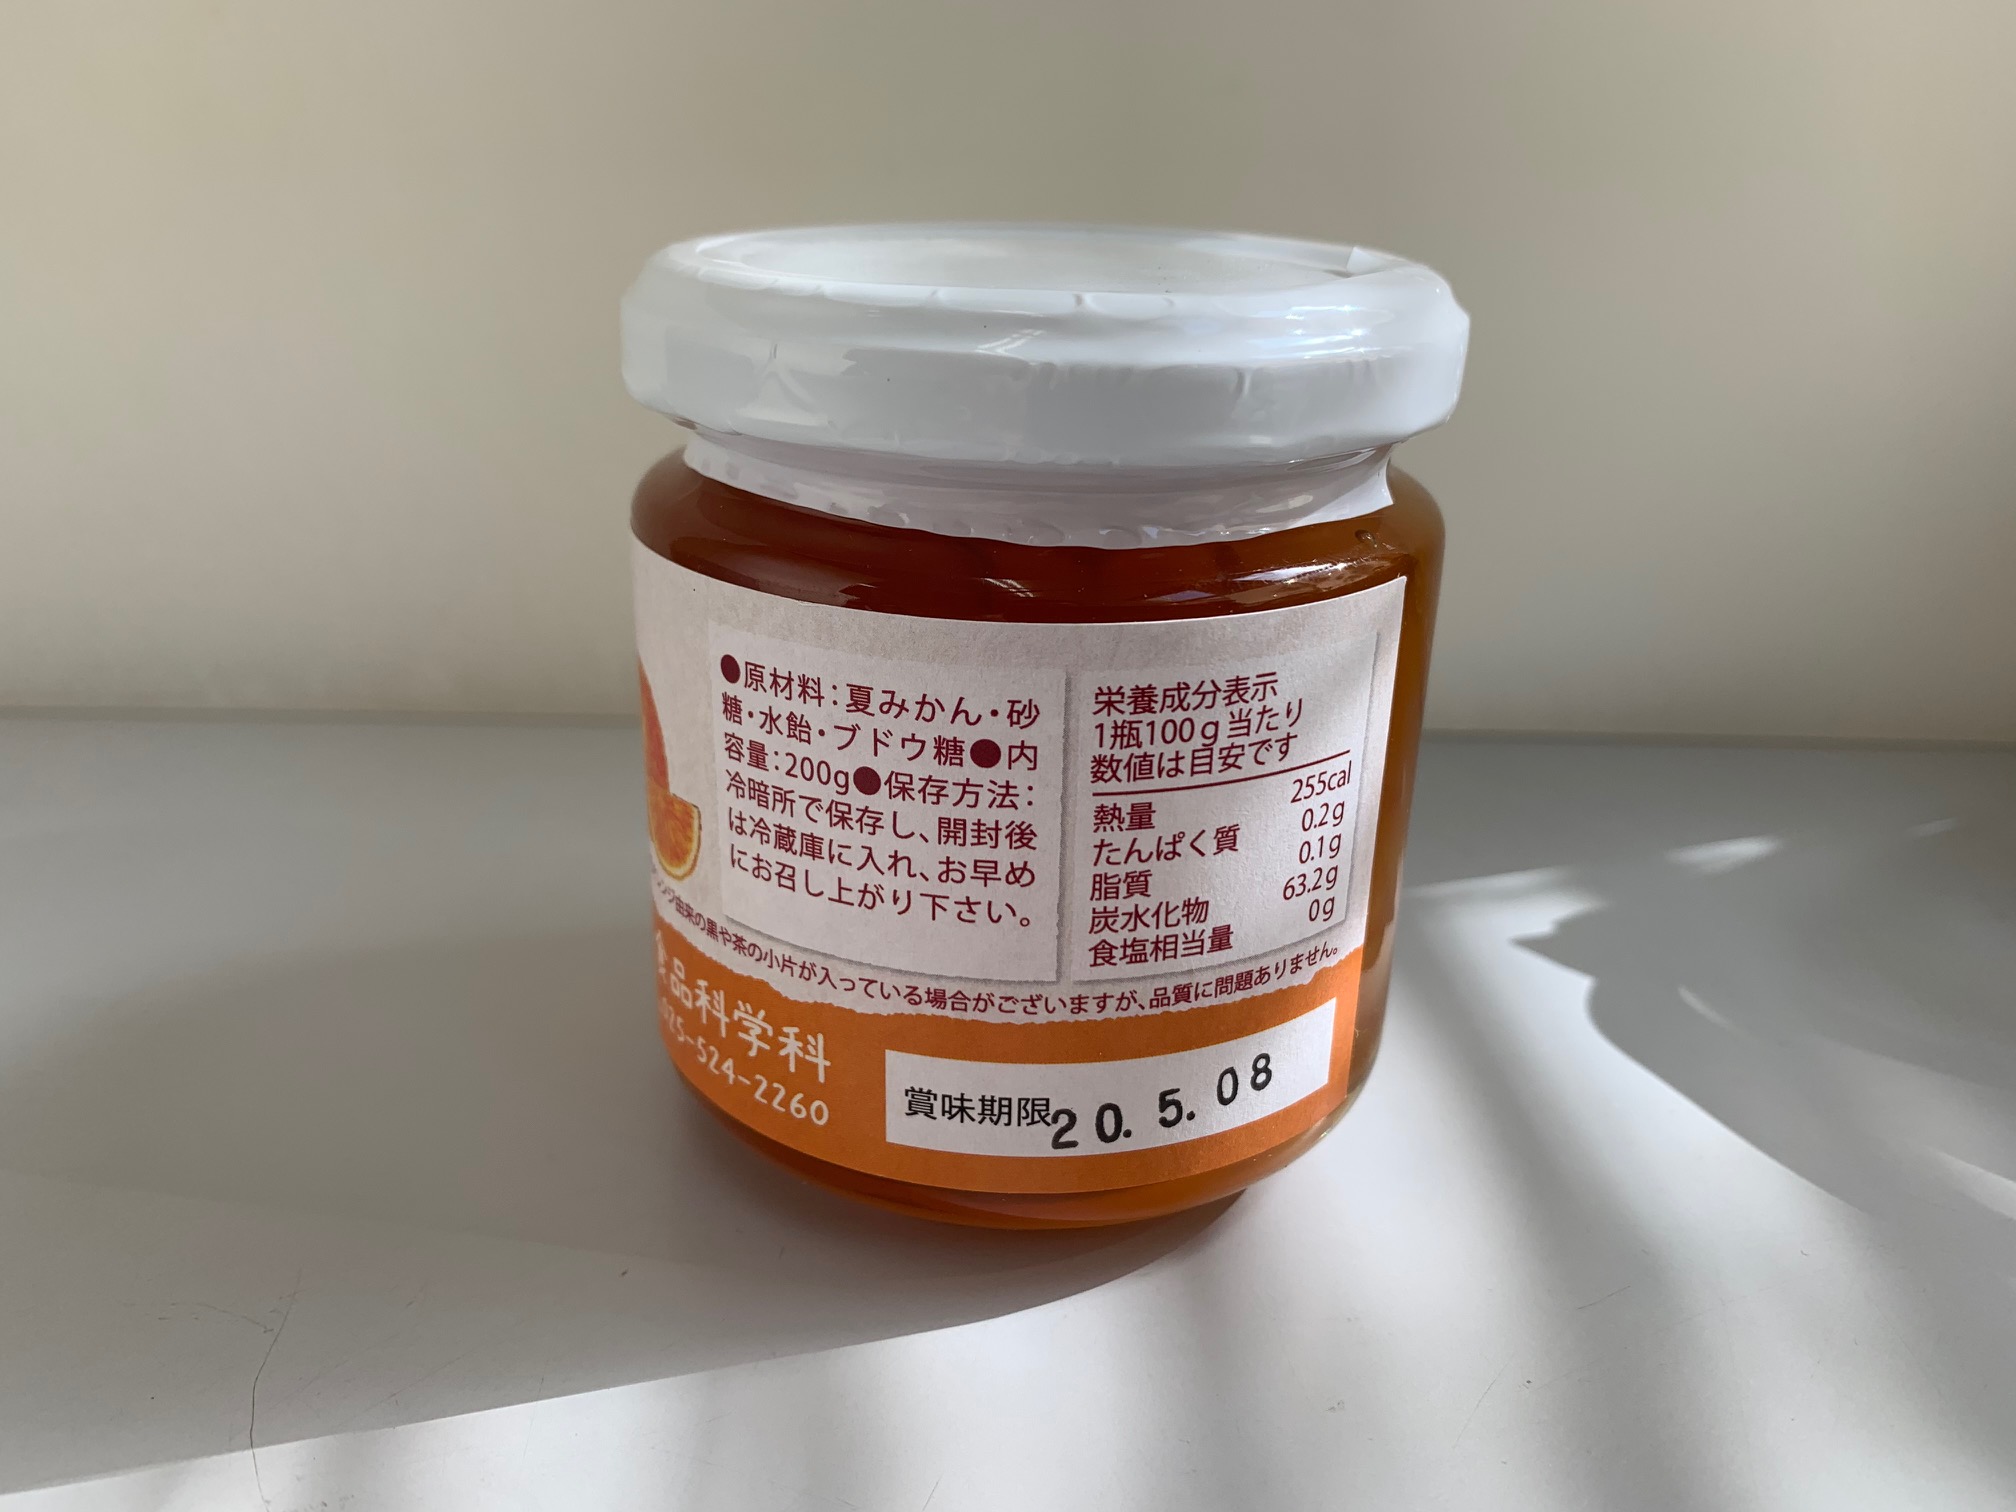 ●原材料：夏みかん・砂
糖・水飴・ブドウ糖●内
容量：200g●保存方法：
冷暗所で保存し、開封後
は冷蔵庫に入れ、お早め
にお召し上がり下さい。
栄養成分表示
1瓶100g当たり
数値は目安です
熱量 255cal
たんぱく質 0.2g
脂質 0.1g
炭水化物 63.2g
食塩相当量 0g
由来の黒や茶の小片が入っている場合がございますが、品質に問題ありません。
食品科学科
025-524-2260
賞味期限 20.5.08